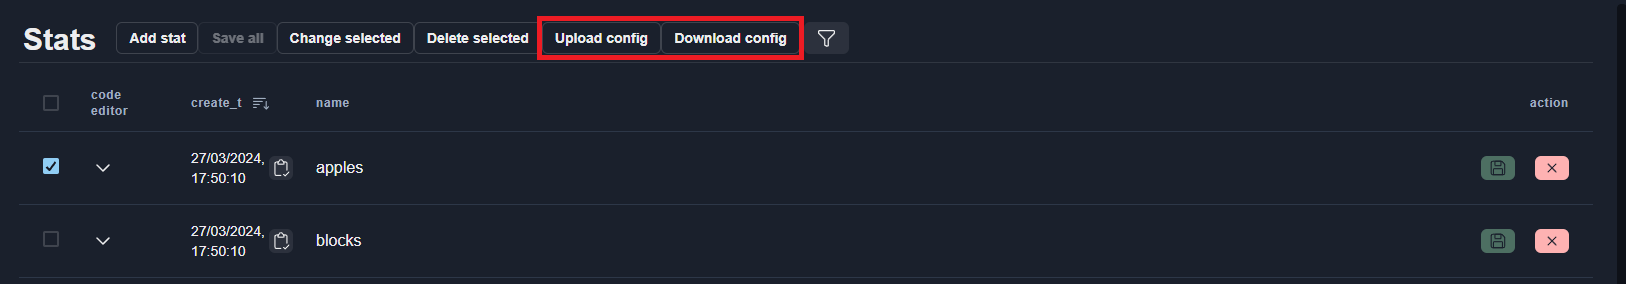 Stats Add stat Save all Change selected Delete selected Upload config Download config
code editor create_t name action
27/03/2024, 17:50:10 apples
27/03/2024, 17:50:10 blocks